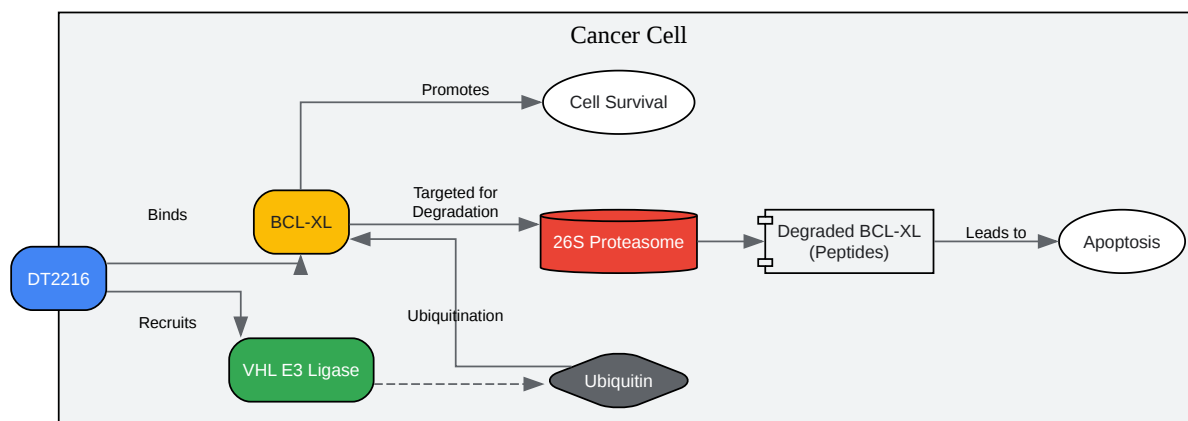 Cancer Cell
Promotes
Cell Survival
Binds
BCL-XL
Targeted for
Degradation
26S Proteasome
Degraded BCL-XL
(Peptides)
Leads to
Apoptosis
DT2216
Recruits
Ubiquitination
VHL E3 Ligase
Ubiquitin